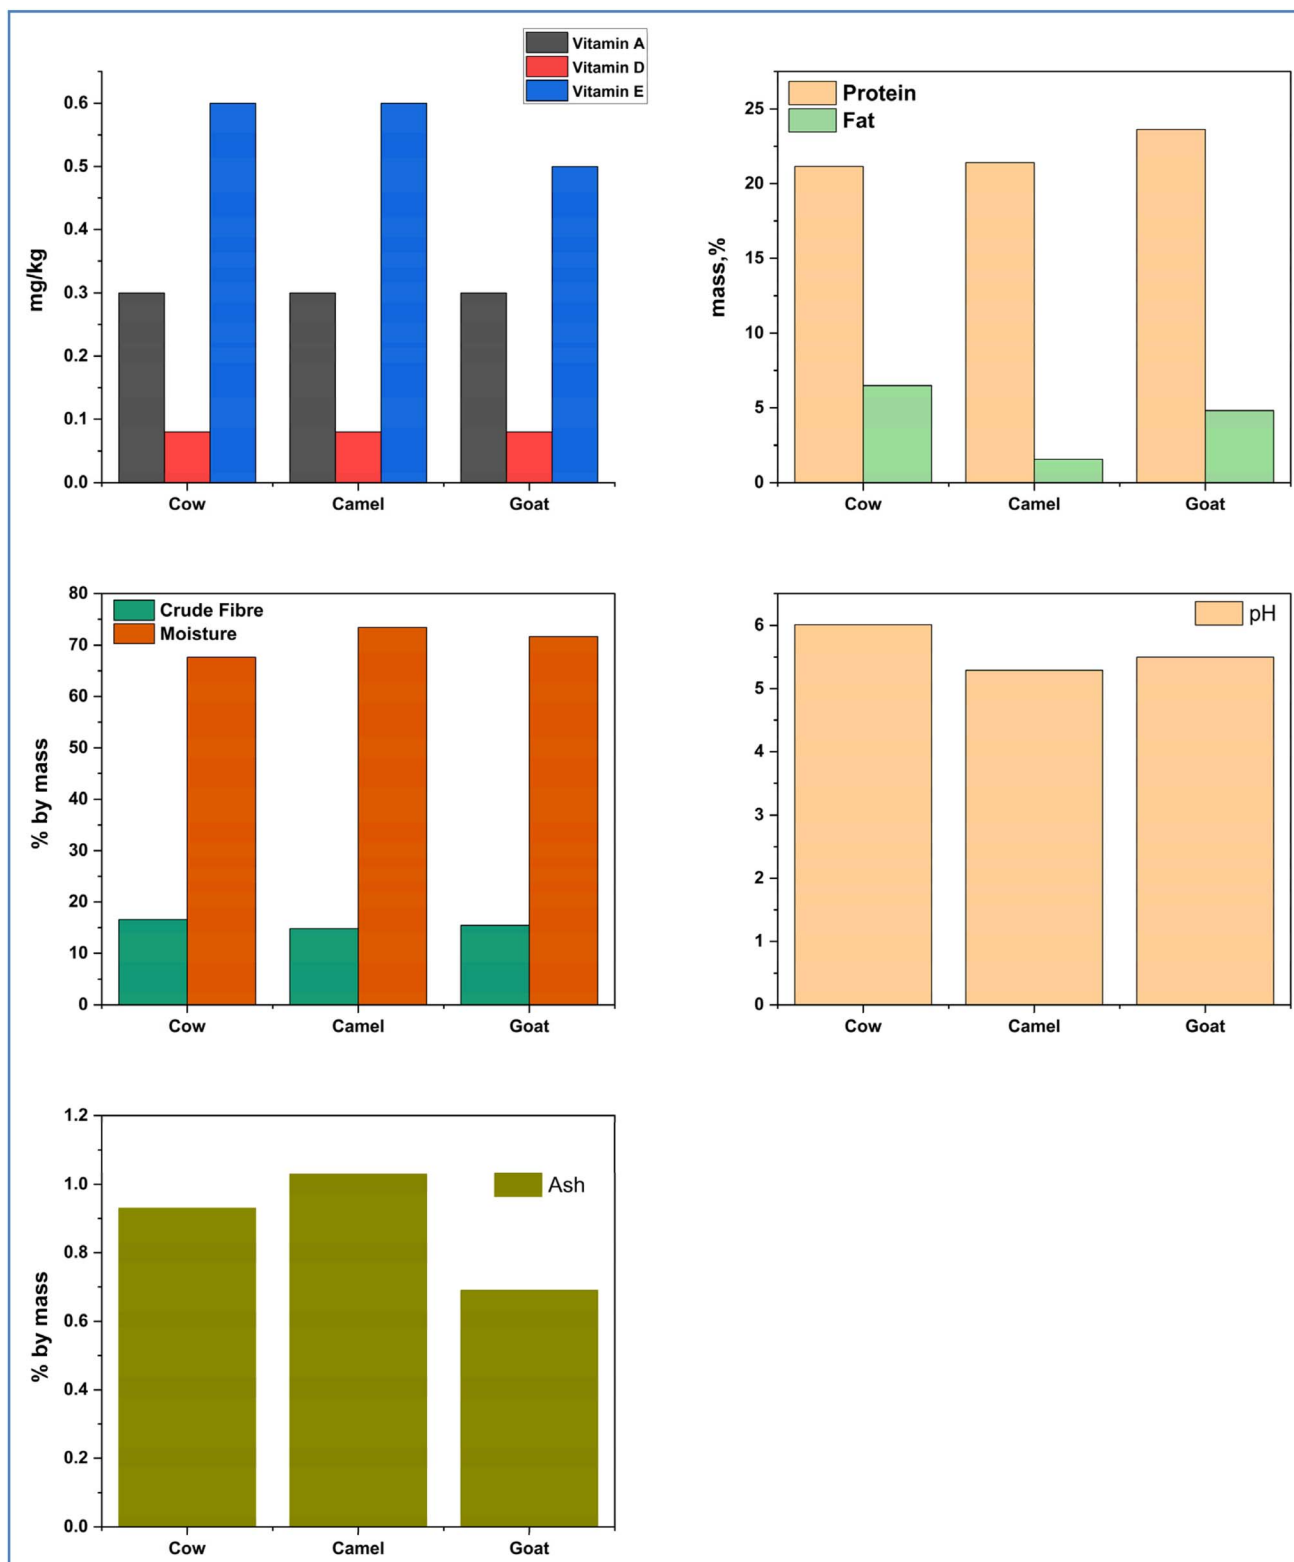 Vitamin A
Vitamin D
Vitamin E
0.6
0.5
0.4
0.3
0.2
0.1
0.0
mg/kg
Cow Camel Goat
Protein
Fat
25
20
15
10
5
0
mass,%
Cow Camel Goat
Crude Fibre
Moisture
80
70
60
50
40
30
20
10
0
% by mass
Cow Camel Goat
pH
6
5
4
3
2
1
0
Cow Camel Goat
Ash
1.2
1.0
0.8
0.6
0.4
0.2
0.0
% by mass
Cow Camel Goat